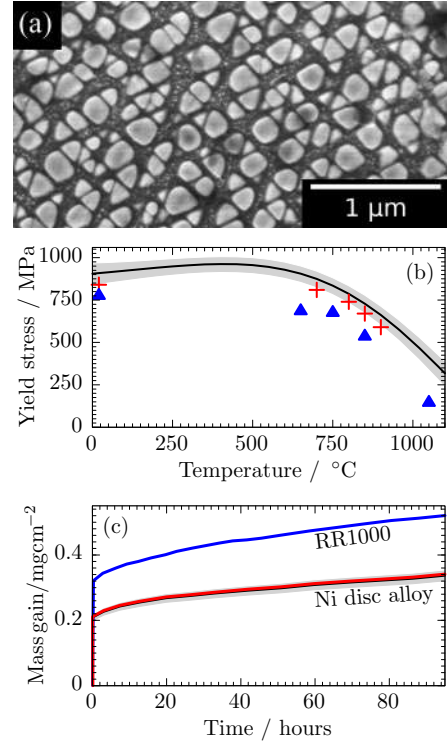 (a)
1 µm
Yield stress / MPa
1000
750
500
250
0
(b)
0
250
500
750
1000
Temperature / °C
Mass gain/mgcm⁻²
0.4
0.2
0
(c)
RR1000
Ni disc alloy
0
20
40
60
80
Time / hours